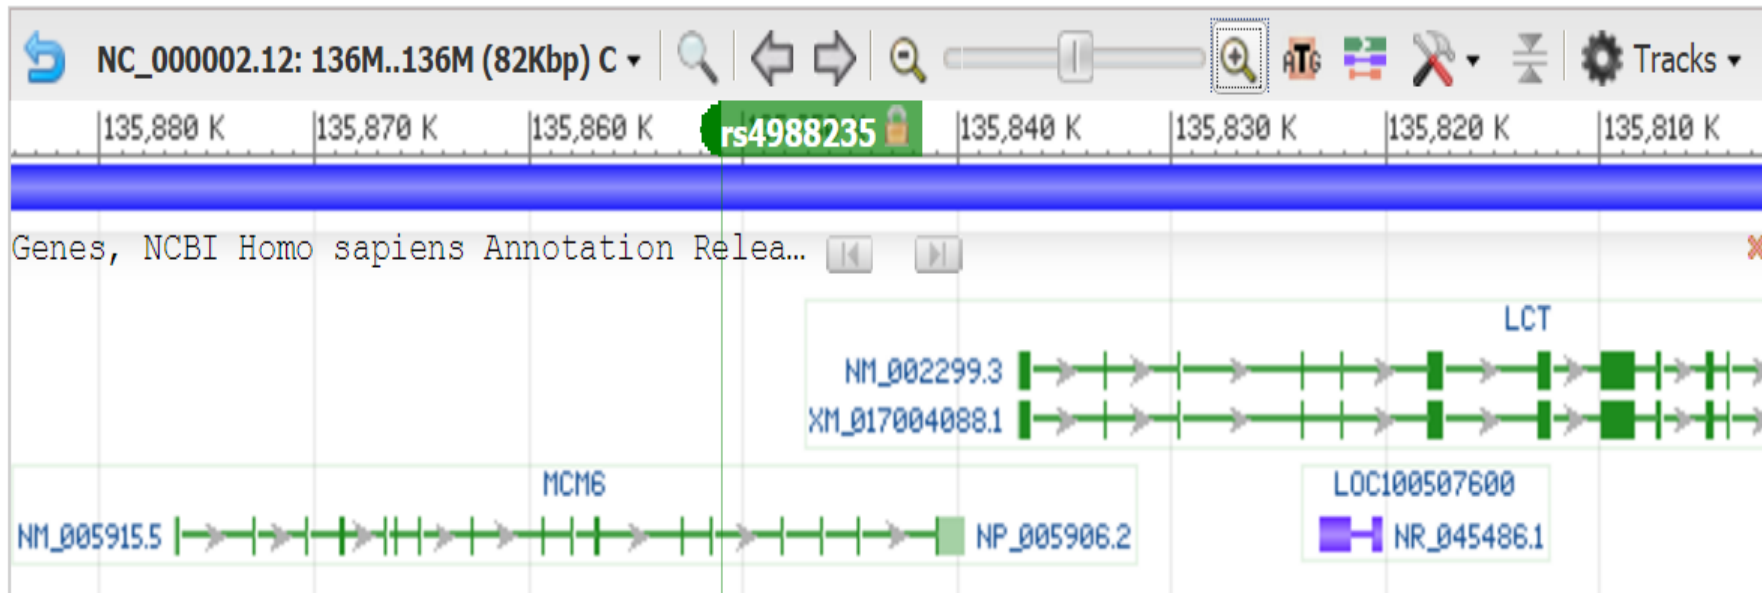 NC_000002.12: 136M..136M (82Kbp) C ATG Tracks
135,880 K 135,870 K 135,860 K rs4988235 135,840 K 135,830 K 135,820 K 135,810 K
Genes, NCBI Homo sapiens Annotation Relea…
LCT
NM_002299.3
XM_017004088.1
MCM6 LOC100507600
NM_005915.5 NP_005906.2 NR_045486.1